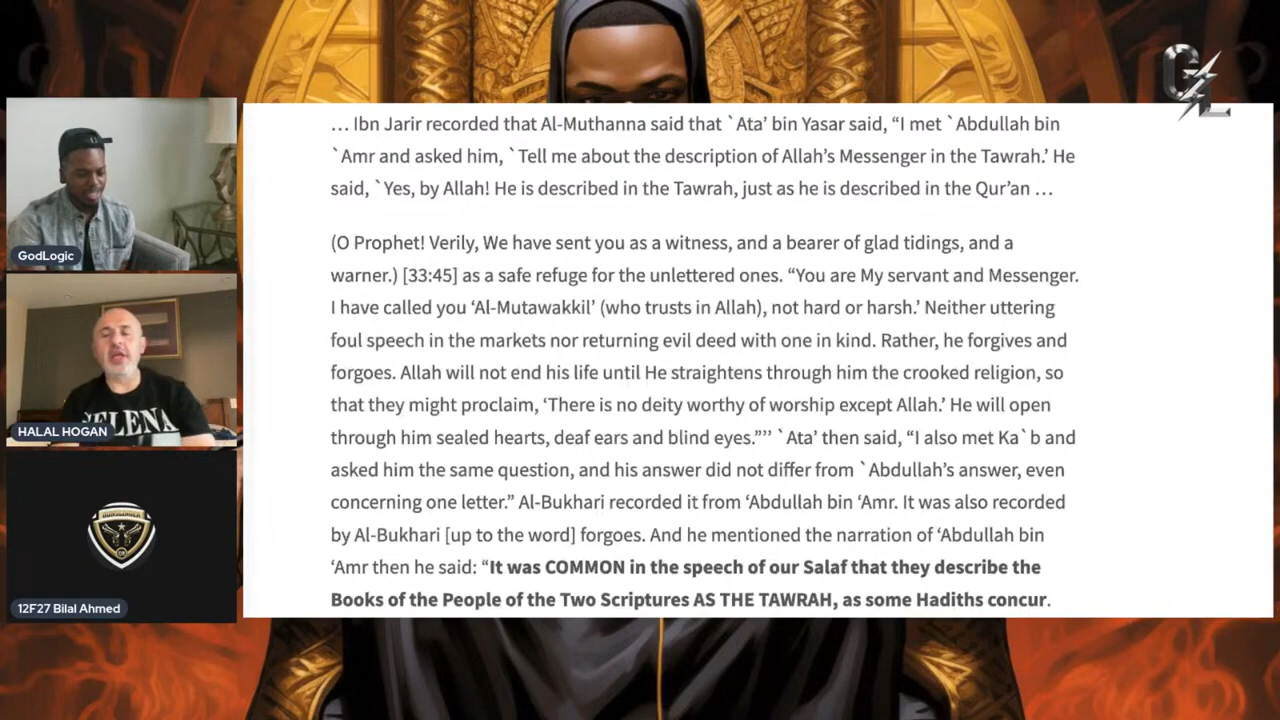 GL
… Ibn Jarir recorded that Al-Muthanna said that `Ata’ bin Yasar said, “I met `Abdullah bin
`Amr and asked him, `Tell me about the description of Allah’s Messenger in the Tawrah.’ He
said, `Yes, by Allah! He is described in the Tawrah, just as he is described in the Qur’an …
(O Prophet! Verily, We have sent you as a witness, and a bearer of glad tidings, and a
warner.) [33:45] as a safe refuge for the unlettered ones. “You are My servant and Messenger.
I have called you ‘Al-Mutawakkil’ (who trusts in Allah), not hard or harsh.’ Neither uttering
foul speech in the markets nor returning evil deed with one in kind. Rather, he forgives and
forgoes. Allah will not end his life until He straightens through him the crooked religion, so
that they might proclaim, ‘There is no deity worthy of worship except Allah.’ He will open
through him sealed hearts, deaf ears and blind eyes.”’’ `Ata’ then said, “I also met Ka`b and
asked him the same question, and his answer did not differ from `Abdullah’s answer, even
concerning one letter.” Al-Bukhari recorded it from ‘Abdullah bin ‘Amr. It was also recorded
by Al-Bukhari [up to the word] forgoes. And he mentioned the narration of ‘Abdullah bin
‘Amr then he said: “It was COMMON in the speech of our Salaf that they describe the
Books of the People of the Two Scriptures AS THE TAWRAH, as some Hadiths concur.
GodLogic
HALAL HOGAN
12F27 Bilal Ahmed